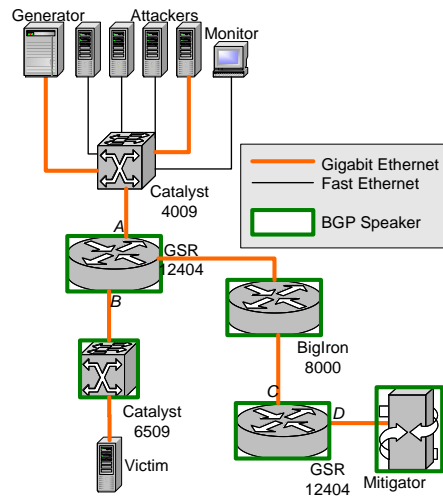 Generator
Attackers
Monitor
Catalyst
4009
Gigabit Ethernet
Fast Ethernet
BGP Speaker
A
GSR
12404
B
BigIron
8000
Catalyst
6509
C
D
Victim
GSR
12404
Mitigator